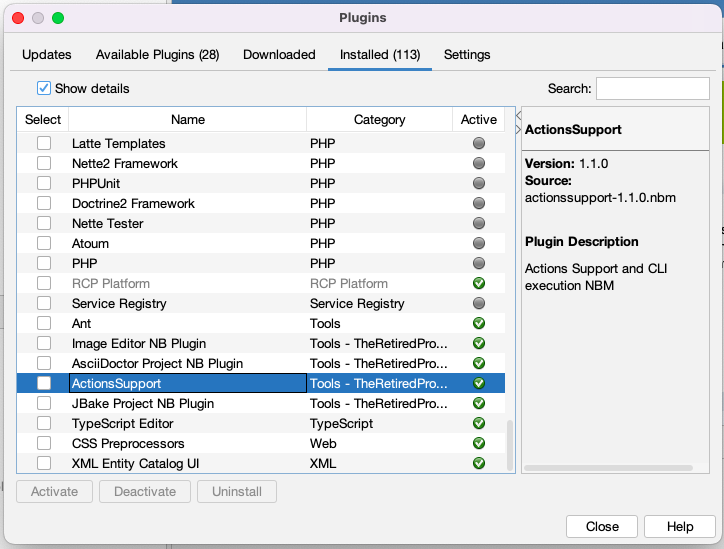 Plugins
Updates Available Plugins (28) Downloaded Installed (113) Settings
Show details Search:
Select Name Category Active
Latte Templates PHP
Nette2 Framework PHP
PHPUnit PHP
Doctrine2 Framework PHP
Nette Tester PHP
Atoum PHP
PHP PHP
RCP Platform RCP Platform
Service Registry Service Registry
Ant Tools
Image Editor NB Plugin Tools - TheRetiredPro...
AsciiDoctor Project NB Plugin Tools - TheRetiredPro...
ActionsSupport Tools - TheRetiredPro...
JBake Project NB Plugin Tools - TheRetiredPro...
TypeScript Editor TypeScript
CSS Preprocessors Web
XML Entity Catalog UI XML
ActionsSupport
Version: 1.1.0
Source:
actionssupport-1.1.0.nbm
Plugin Description
Actions Support and CLI
execution NBM
Activate Deactivate Uninstall
Close Help